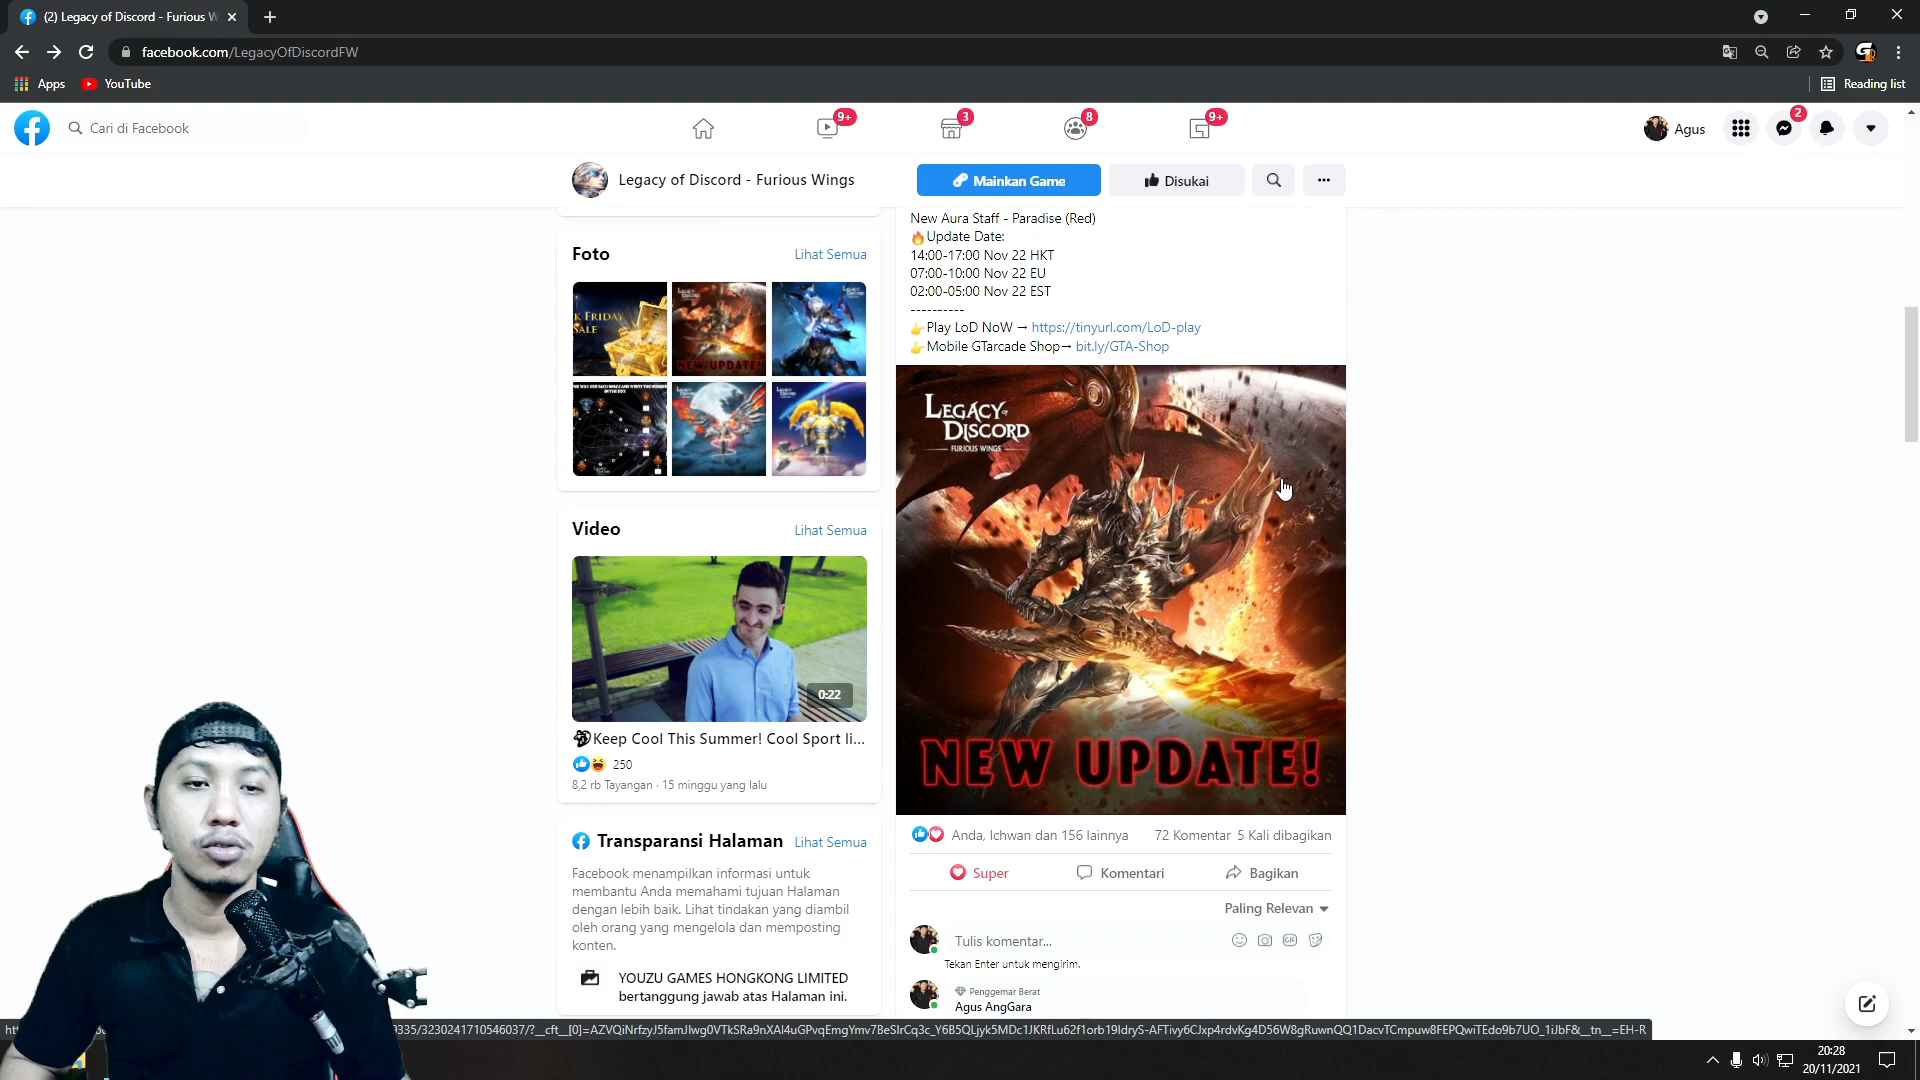 (2) Legacy of Discord - Furious W
facebook.com/LegacyOfDiscordFW
Apps
YouTube
Reading list
Cari di Facebook
9+
3
8
9+
Agus
2
Legacy of Discord - Furious Wings
Mainkan Game
Disukai
Foto
Lihat Semua
K FRIDAY
SALE
NEW UPDATE!
Video
Lihat Semua
0:22
Keep Cool This Summer! Cool Sport li...
250
8,2 rb Tayangan · 15 minggu yang lalu
Transparansi Halaman
Lihat Semua
Facebook menampilkan informasi untuk
membantu Anda memahami tujuan Halaman
dengan lebih baik. Lihat tindakan yang diambil
oleh orang yang mengelola dan memposting
konten.
YOUZU GAMES HONGKONG LIMITED
bertanggung jawab atas Halaman ini.
New Aura Staff - Paradise (Red)
🔥Update Date:
14:00-17:00 Nov 22 HKT
07:00-10:00 Nov 22 EU
02:00-05:00 Nov 22 EST
----------
👉Play LoD NoW → https://tinyurl.com/LoD-play
👉Mobile GTarcade Shop→ bit.ly/GTA-Shop
LEGACY OF
DISCORD
FURIOUS WINGS
NEW UPDATE!
Anda, Ichwan dan 156 lainnya
72 Komentar 5 Kali dibagikan
Super
Komentari
Bagikan
Paling Relevan
Tulis komentar...
GIF
Tekan Enter untuk mengirim.
Penggemar Berat
Agus AngGara
20:28
20/11/2021